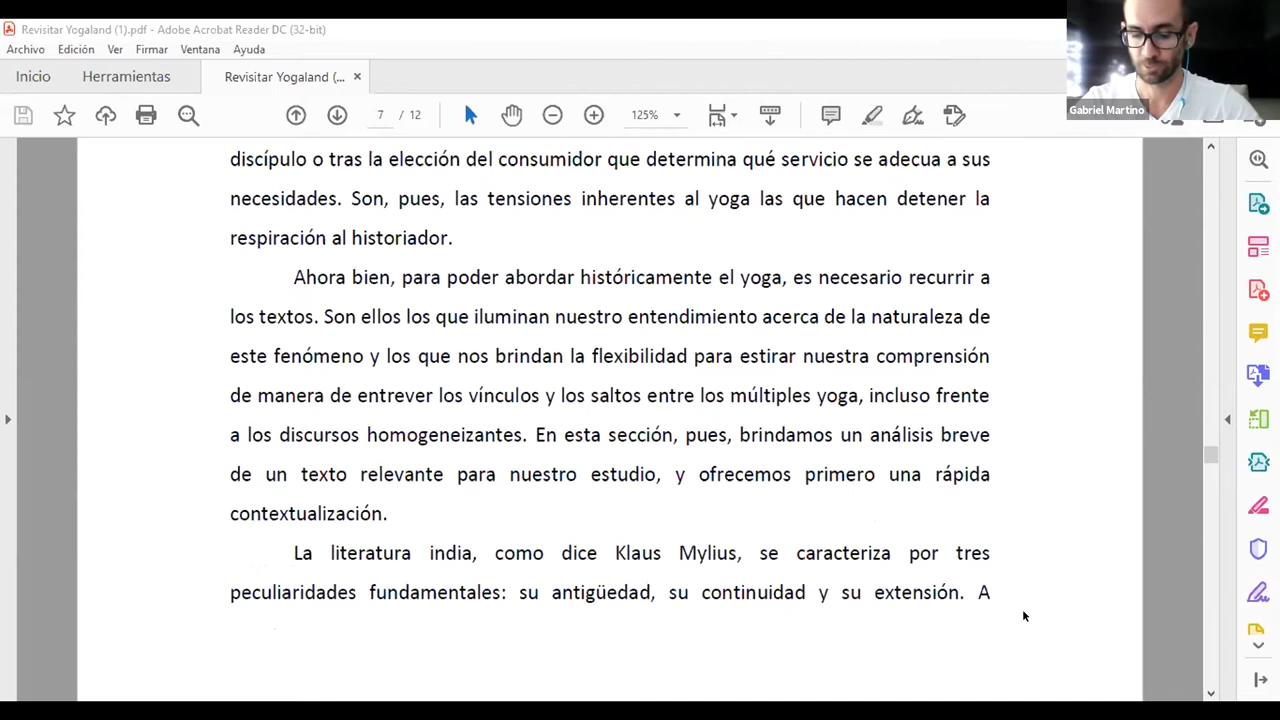 Revisitar Yogaland (1).pdf - Adobe Acrobat Reader DC (32-bit)
Archivo Edición Ver Firmar Ventana Ayuda
Inicio Herramientas Revisitar Yogaland (... ×
7 / 12 125%
Gabriel Martino
discípulo o tras la elección del consumidor que determina qué servicio se adecua a sus
necesidades. Son, pues, las tensiones inherentes al yoga las que hacen detener la
respiración al historiador.
Ahora bien, para poder abordar históricamente el yoga, es necesario recurrir a
los textos. Son ellos los que iluminan nuestro entendimiento acerca de la naturaleza de
este fenómeno y los que nos brindan la flexibilidad para estirar nuestra comprensión
de manera de entrever los vínculos y los saltos entre los múltiples yoga, incluso frente
a los discursos homogeneizantes. En esta sección, pues, brindamos un análisis breve
de un texto relevante para nuestro estudio, y ofrecemos primero una rápida
contextualización.
La literatura india, como dice Klaus Mylius, se caracteriza por tres
peculiaridades fundamentales: su antigüedad, su continuidad y su extensión. A